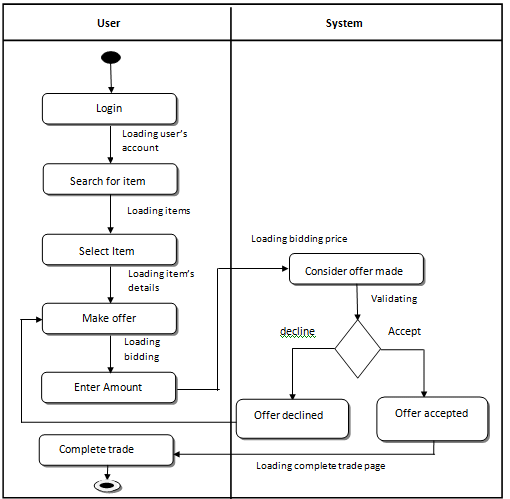 User
System
Login
Loading user's
account
Search for item
Loading items
Select Item
Loading item's
details
Make offer
Loading
bidding
Enter Amount
Loading bidding price
Consider offer made
Validating
decline
Accept
Offer declined
Offer accepted
Loading complete trade page
Complete trade